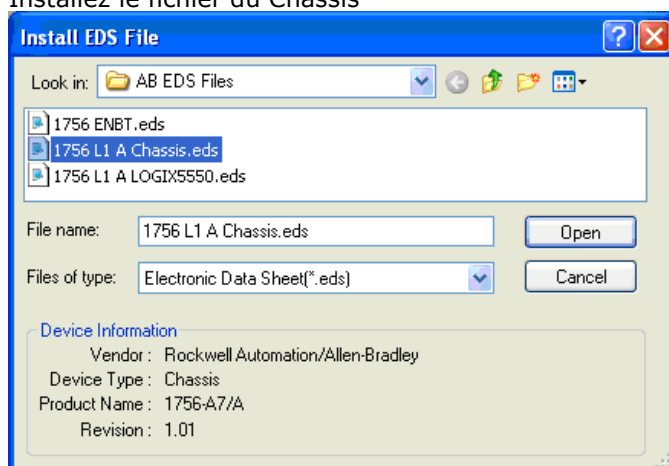 Installez le fichier du Chassis
Install EDS File
Look in: AB EDS Files
1756 ENBT.eds
1756 L1 A Chassis.eds
1756 L1 A LOGIX5550.eds
File name: 1756 L1 A Chassis.eds Open
Files of type: Electronic Data Sheet(*.eds) Cancel
Device Information
Vendor : Rockwell Automation/Allen-Bradley
Device Type : Chassis
Product Name : 1756-A7/A
Revision : 1.01